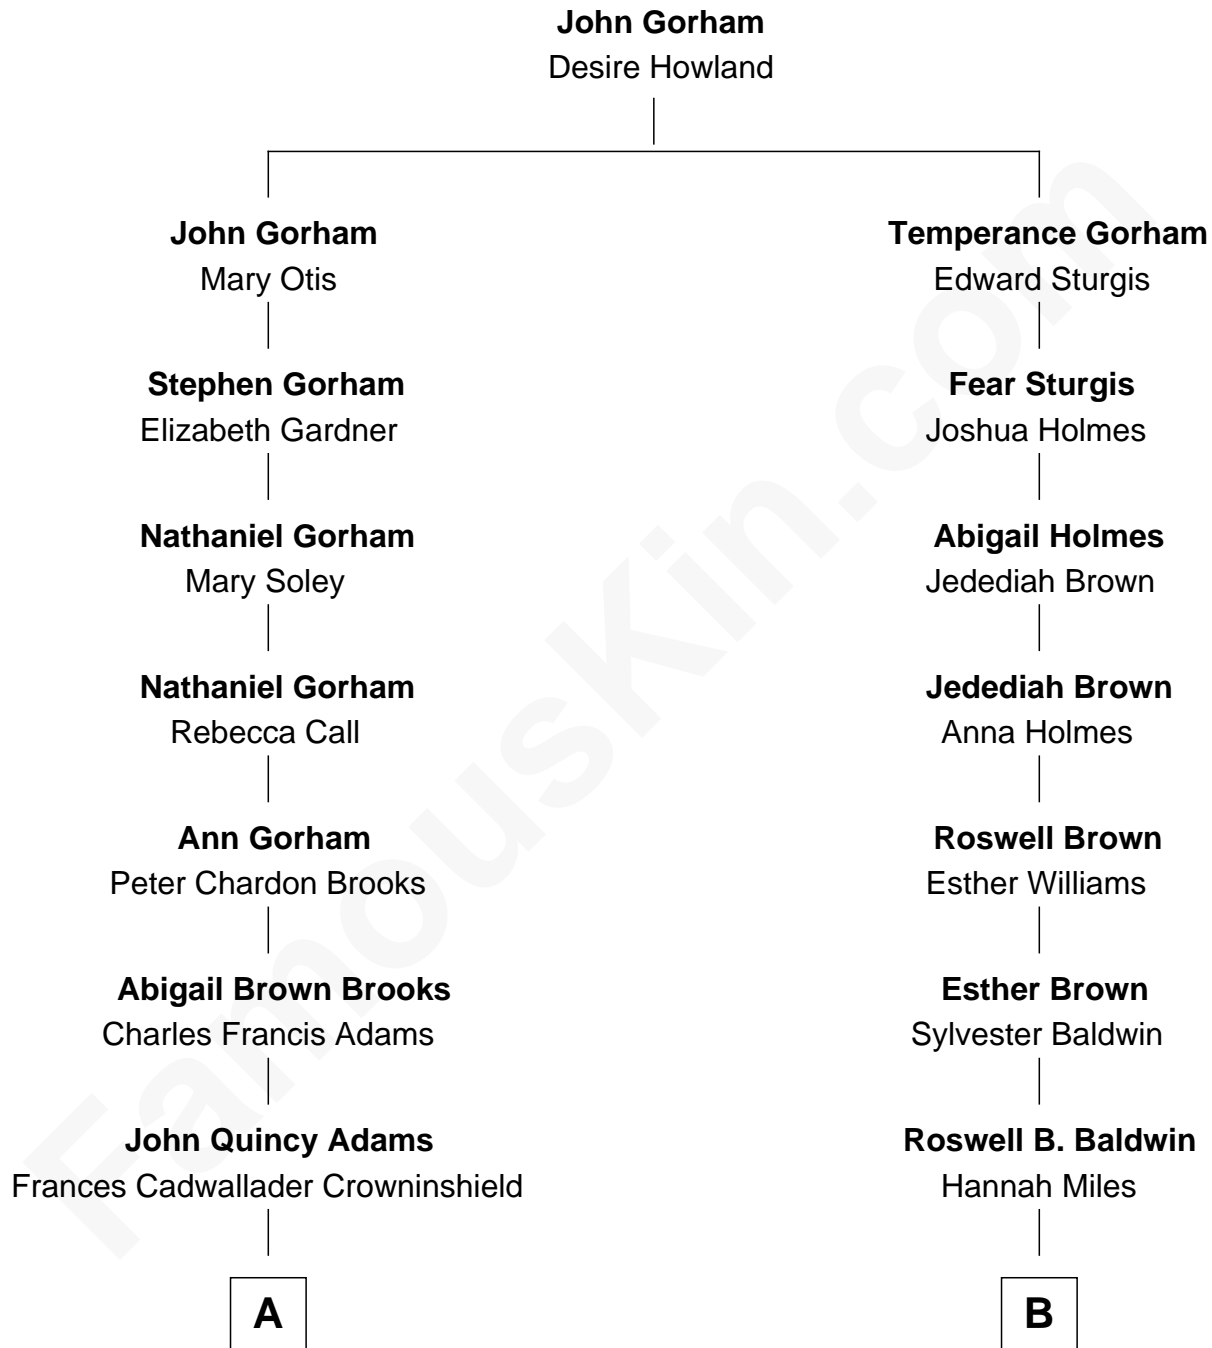 John Gorham
Desire Howland
John Gorham
Mary Otis
Temperance Gorham
Edward Sturgis
Stephen Gorham
Elizabeth Gardner
Fear Sturgis
Joshua Holmes
Nathaniel Gorham
Mary Soley
Abigail Holmes
Jedediah Brown
Nathaniel Gorham
Rebecca Call
Jedediah Brown
Anna Holmes
Ann Gorham
Peter Chardon Brooks
Roswell Brown
Esther Williams
Abigail Brown Brooks
Charles Francis Adams
Esther Brown
Sylvester Baldwin
John Quincy Adams
Frances Cadwallader Crowninshield
Roswell B. Baldwin
Hannah Miles
A
B
FamousKin.com